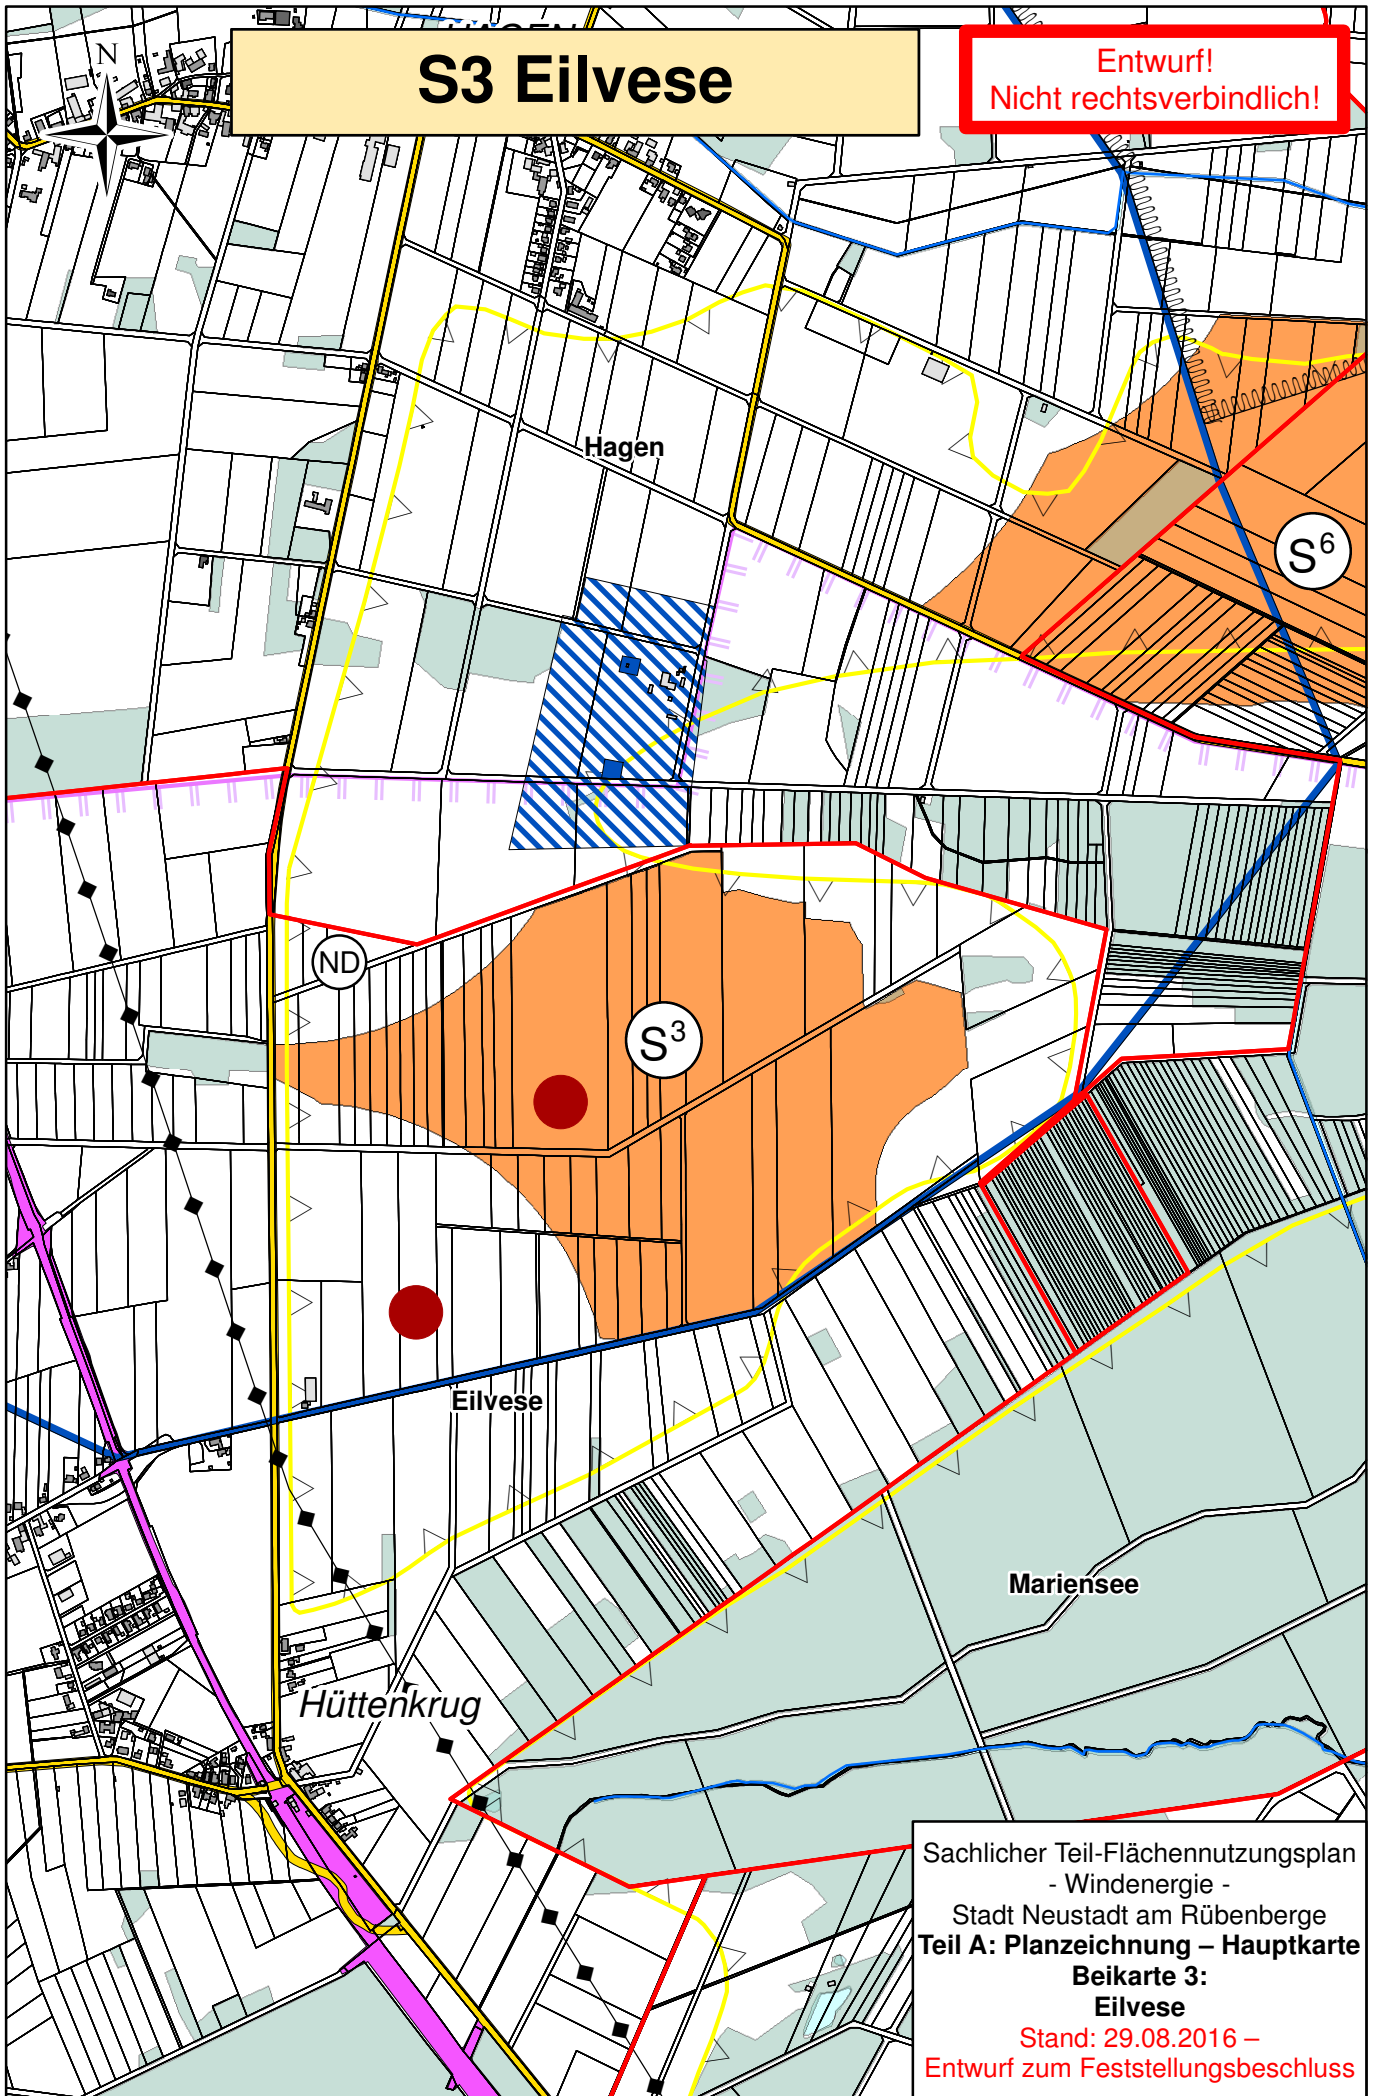 HAGEN
N
S3 Eilvese
Entwurf!
Nicht rechtsverbindlich!
Hagen
S6
ND
S3
Eilvese
Mariensee
Hüttenkrug
Sachlicher Teil-Flächennutzungsplan
- Windenergie -
Stadt Neustadt am Rübenberge
Teil A: Planzeichnung – Hauptkarte
Beikarte 3:
Eilvese
Stand: 29.08.2016 –
Entwurf zum Feststellungsbeschluss